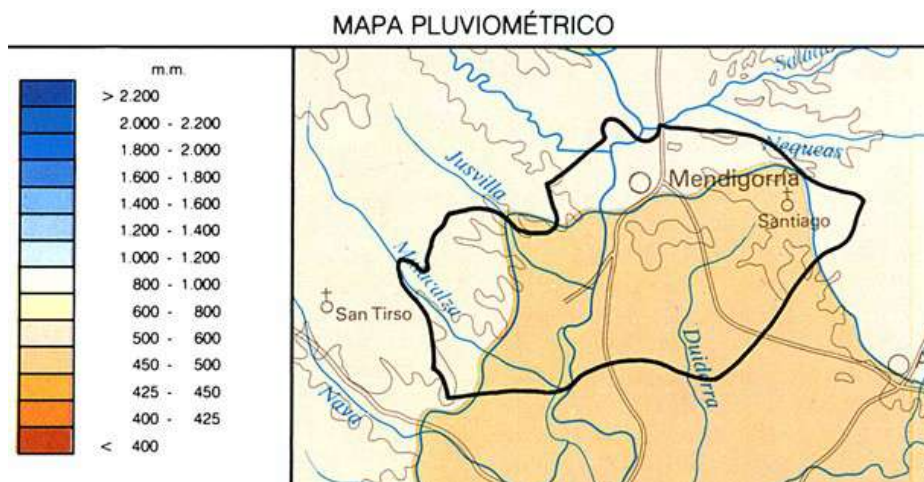 MAPA PLUVIOMÉTRICO
m.m.
> 2.200
2.000 - 2.200
1.800 - 2.000
1.600 - 1.800
1.400 - 1.600
1.200 - 1.400
1.000 - 1.200
800 - 1.000
600 - 800
500 - 600
450 - 500
425 - 450
400 - 425
< 400
Nequeas
Jusvilla
Mendigorría
Santiago
San Tirso
Duidorra
Nava